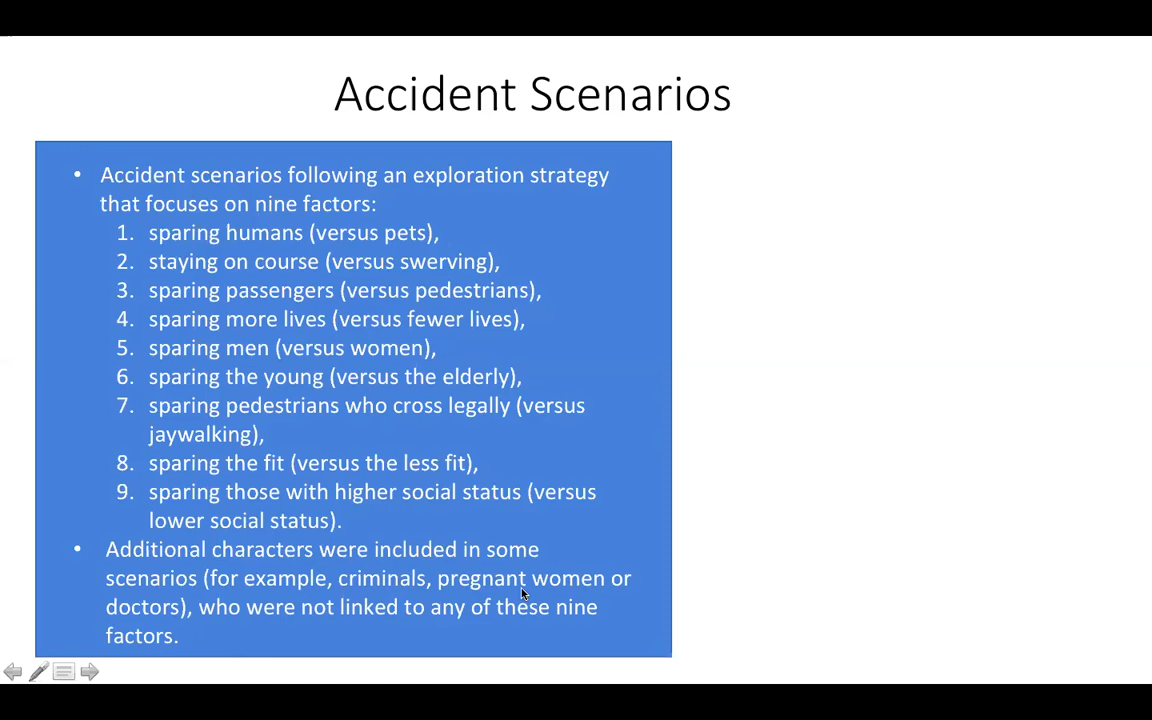 Accident Scenarios
• Accident scenarios following an exploration strategy
that focuses on nine factors:
1. sparing humans (versus pets),
2. staying on course (versus swerving),
3. sparing passengers (versus pedestrians),
4. sparing more lives (versus fewer lives),
5. sparing men (versus women),
6. sparing the young (versus the elderly),
7. sparing pedestrians who cross legally (versus
jaywalking),
8. sparing the fit (versus the less fit),
9. sparing those with higher social status (versus
lower social status).
• Additional characters were included in some
scenarios (for example, criminals, pregnant women or
doctors), who were not linked to any of these nine
factors.